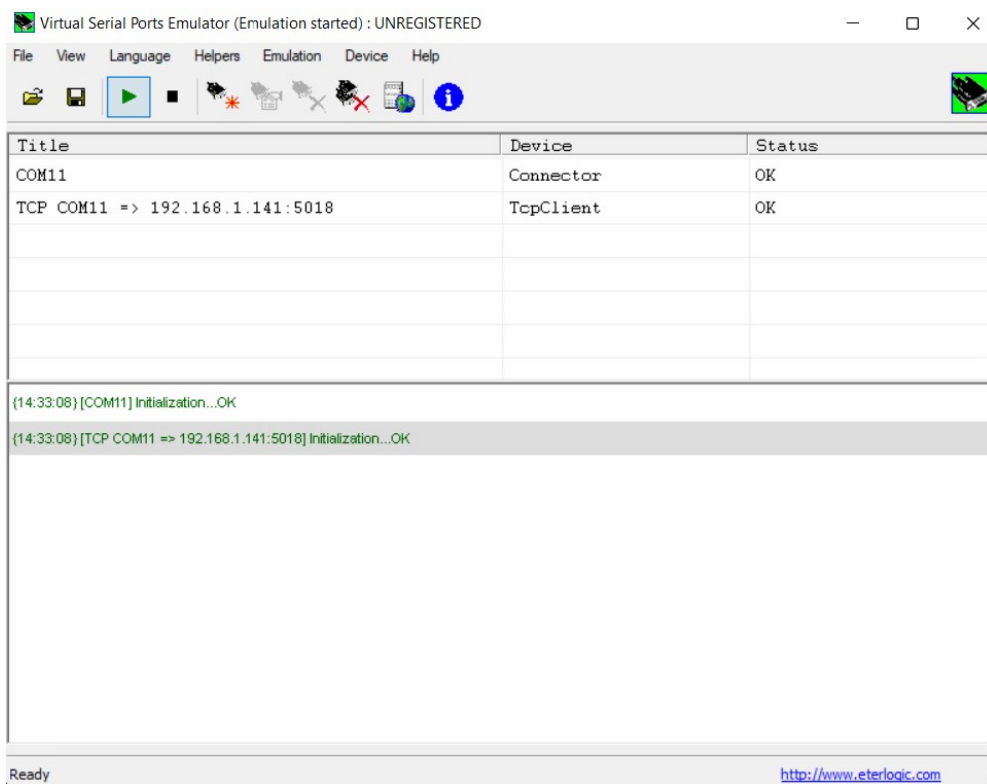 Virtual Serial Ports Emulator (Emulation started) : UNREGISTERED
File View Language Helpers Emulation Device Help
Title Device Status
COM11 Connector OK
TCP COM11 => 192.168.1.141:5018 TcpClient OK
{14:33:08} [COM11] Initialization...OK
{14:33:08} [TCP COM11 => 192.168.1.141:5018] Initialization...OK
Ready http://www.eterlogic.com